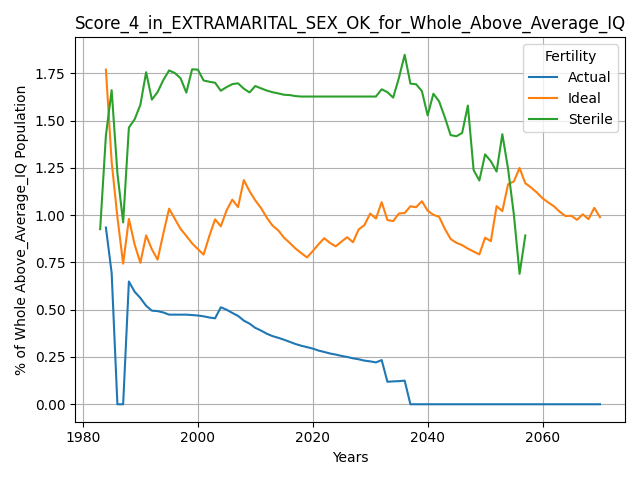 Score_4_in_EXTRAMARITAL_SEX_OK_for_Whole_Above_Average_IQ
% of Whole Above_Average_IQ Population
1.75
1.50
1.25
1.00
0.75
0.50
0.25
0.00
Fertility
Actual
Ideal
Sterile
1980
2000
2020
2040
2060
Years